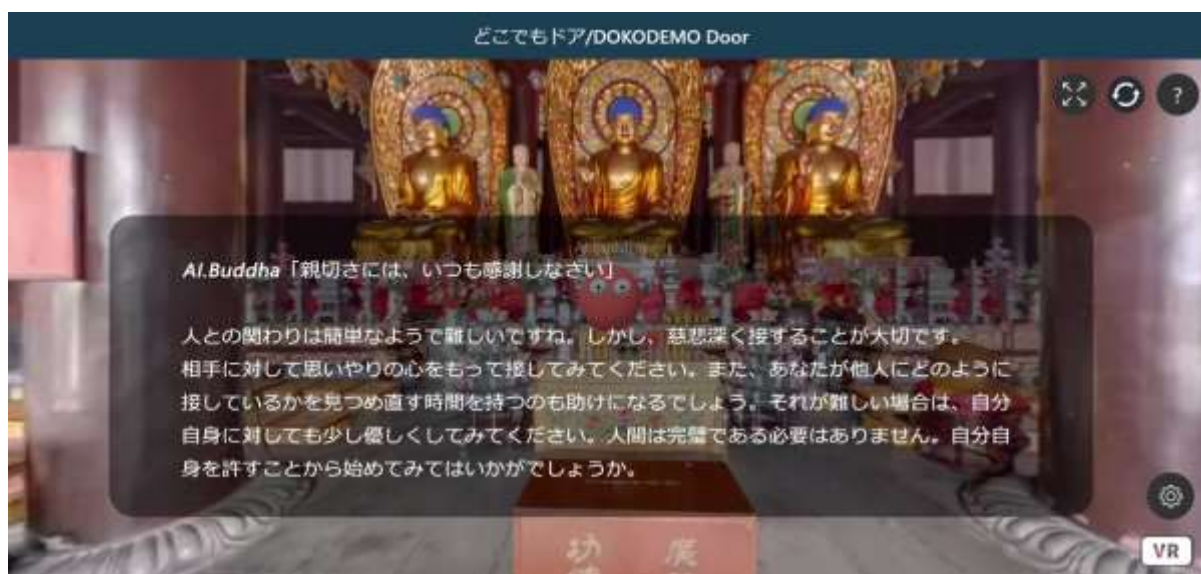 どこでもドア/DOKODEMO Door
?
AI.Buddha
AI.Buddha「親切さには、いつも感謝しなさい」
人との関わりは簡単なようで難しいですね。しかし、慈悲深く接することが大切です。
相手に対して思いやりの心をもって接してみてください。また、あなたが他人にどのように
接しているかを見つめ直す時間を持つのも助けになるでしょう。それが難しい場合は、自分
自身に対しても少し優しくしてみてください。人間は完璧である必要はありません。自分自
身を許すことから始めてみてはいかがでしょうか。
功 廣
VR